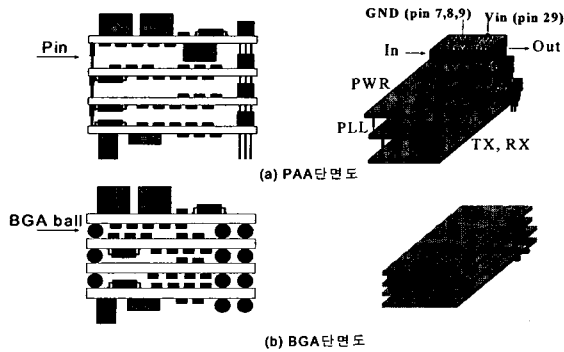 GND (pin 7,8,9)
Vin (pin 29)
Pin
In
Out
PWR
PLL
TX, RX
(a) PAA단면도
BGA ball
(b) BGA단면도